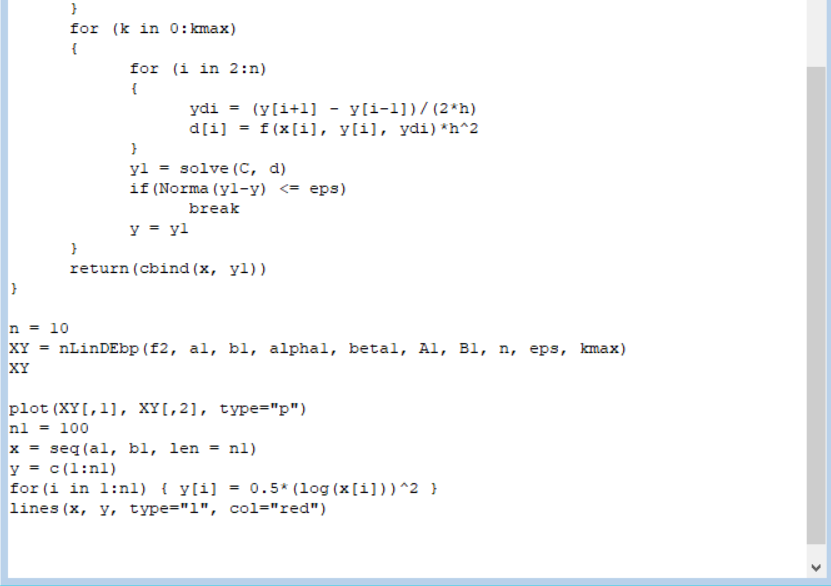 }
for (k in 0:kmax)
{
for (i in 2:n)
{
ydi = (y[i+1] - y[i-1])/(2*h)
d[i] = f(x[i], y[i], ydi)*h^2
}
y1 = solve(C, d)
if(Norma(y1-y) <= eps)
break
y = y1
}
return(cbind(x, y1))
}
n = 10
XY = nLinDEbp(f2, a1, b1, alpha1, beta1, A1, B1, n, eps, kmax)
XY
plot(XY[,1], XY[,2], type="p")
n1 = 100
x = seq(a1, b1, len = n1)
y = c(1:n1)
for(i in 1:n1) { y[i] = 0.5*(log(x[i]))^2 }
lines(x, y, type="l", col="red")